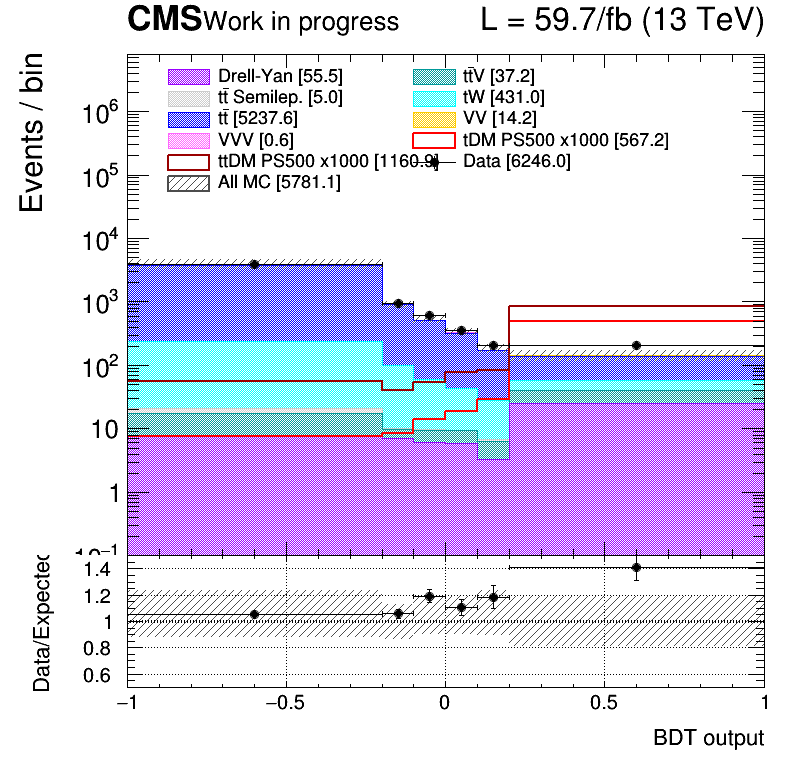 CMS Work in progress L = 59.7/fb (13 TeV)
Events / bin
Drell-Yan [55.5] tt̄V [37.2]
tt̄ Semilep. [5.0] tW [431.0]
tt̄ [5237.6] VV [14.2]
VVV [0.6] tDM PS500 x1000 [567.2]
ttDM PS500 x1000 [1160.9] Data [6246.0]
All MC [5781.1]
10⁶
10⁵
10⁴
10³
10²
10
1
10⁻¹
Data/Expected
1.4
1.2
1
0.8
0.6
−1 −0.5 0 0.5 1
BDT output